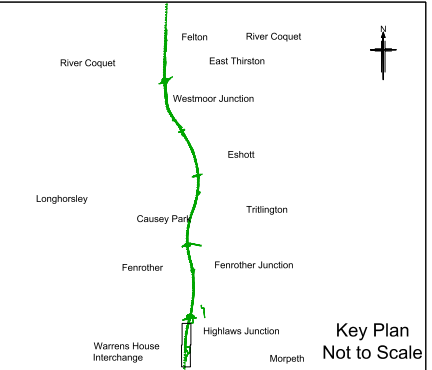 N
Felton
River Coquet
River Coquet
East Thirston
Westmoor Junction
Eshott
Longhorsley
Tritlington
Causey Park
Fenrother
Fenrother Junction
Highlaws Junction
Warrens House
Interchange
Morpeth
Key Plan
Not to Scale